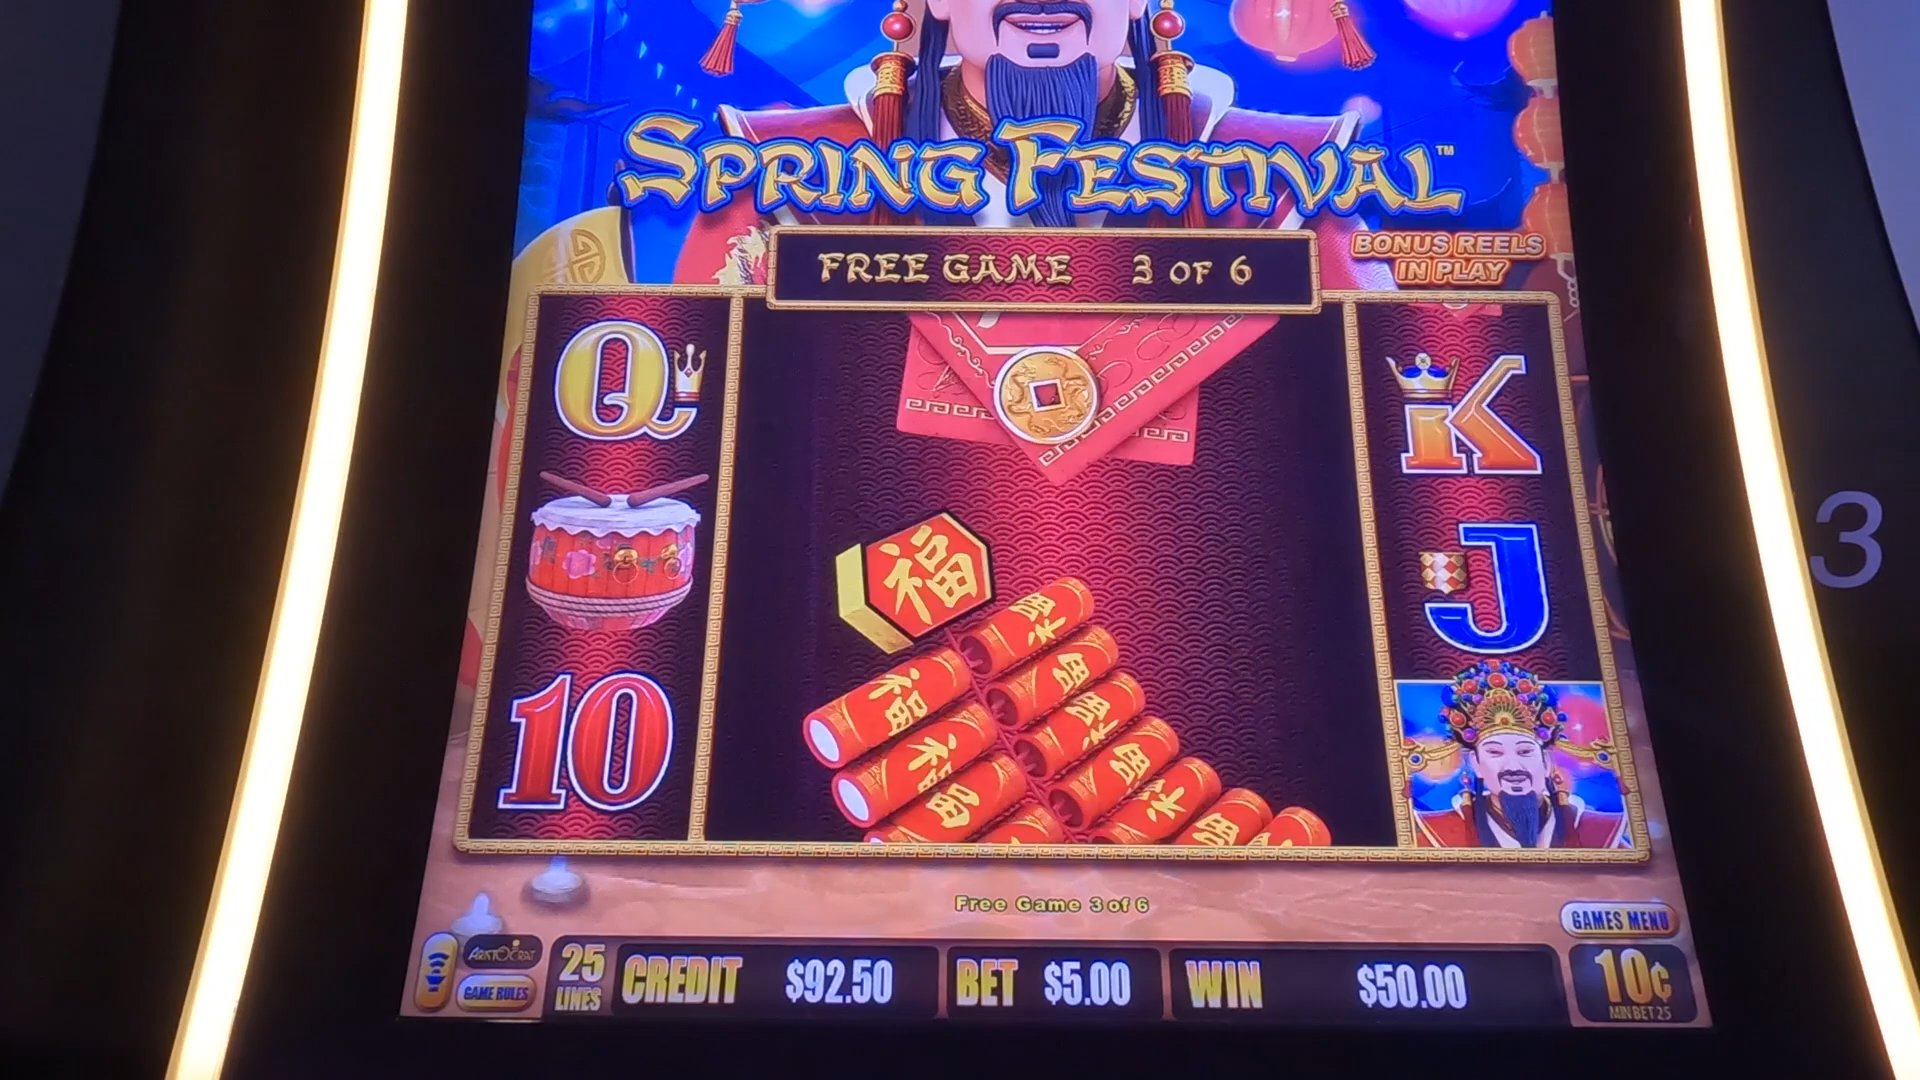 SPRING FESTIVAL™
FREE GAME 3 OF 6
BONUS REELS
IN PLAY
Q
K
福
J
10
3
Free Game 3 of 6
GAMES MENU
ARISTOCRAT
GAME RULES
25
LINES
CREDIT $92.50
BET $5.00
WIN $50.00
10¢
MIN BET 25